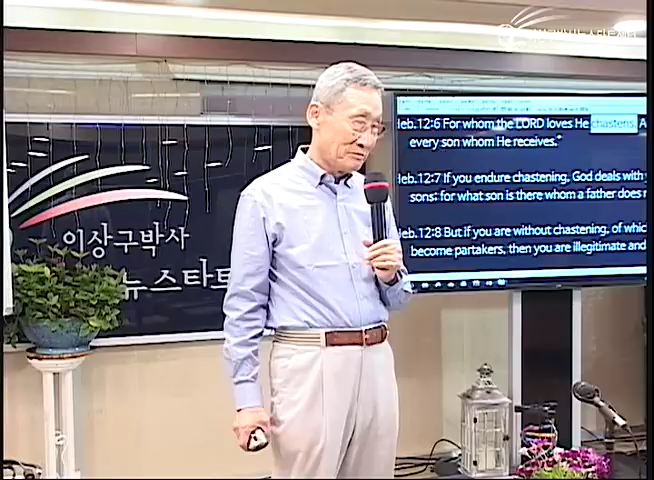 이상구박사
뉴스타트
Heb.12:6 For whom the LORD loves He chastens, A
every son whom He receives."
Heb.12:7 If you endure chastening, God deals with
sons; for what son is there whom a father does
Heb.12:8 But if you are without chastening, of whic
become partakers, then you are illegitimate and